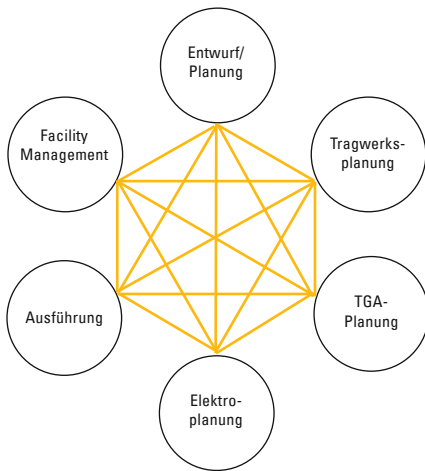 Entwurf/
Planung
Facility
Management
Tragwerks-
planung
Ausführung
TGA-
Planung
Elektro-
planung